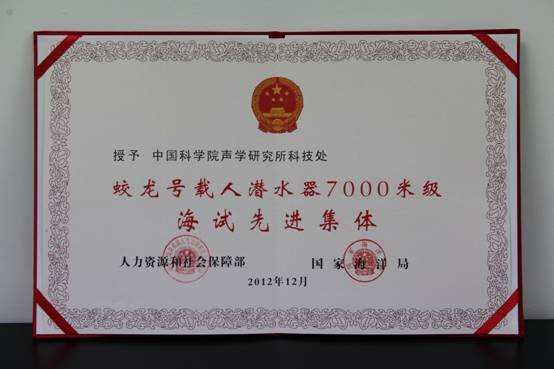 授予 中国科学院声学研究所科技处
蛟龙号载人潜水器7000米级
海试先进集体
人力资源和社会保障部 国家海洋局
2012年12月